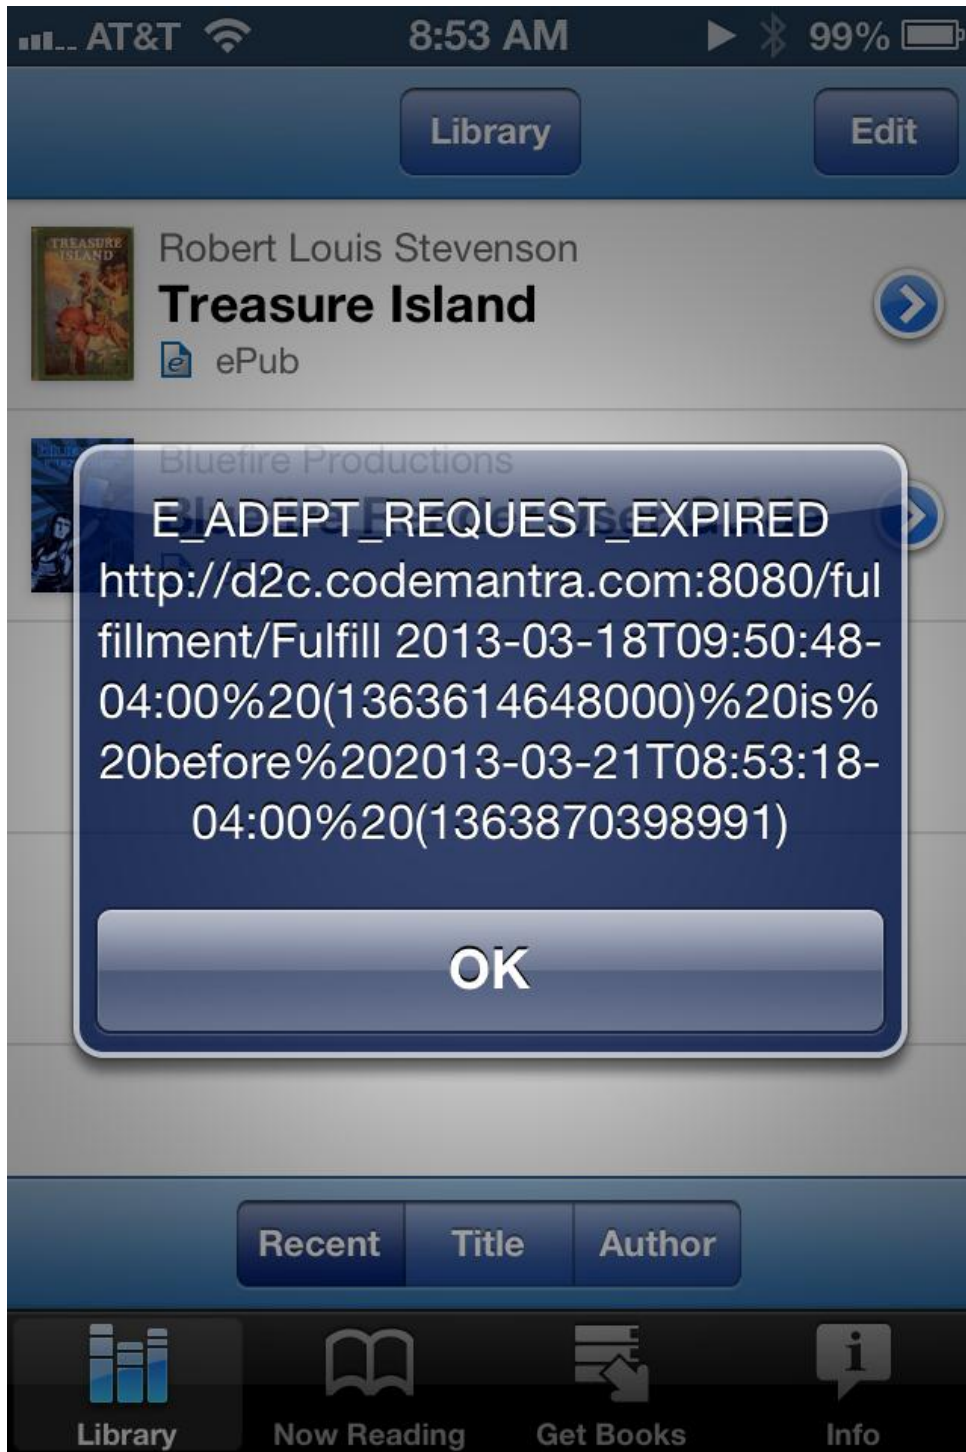 AT&T 8:53 AM 99%
Library Edit
TREASURE
ISLAND
Robert Louis Stevenson
Treasure Island
ePub
Bluefire Productions
E_ADEPT_REQUEST_EXPIRED
http://d2c.codemantra.com:8080/ful
fillment/Fulfill 2013-03-18T09:50:48-
04:00%20(1363614648000)%20is%
20before%202013-03-21T08:53:18-
04:00%20(1363870398991)
OK
Recent Title Author
Library Now Reading Get Books Info